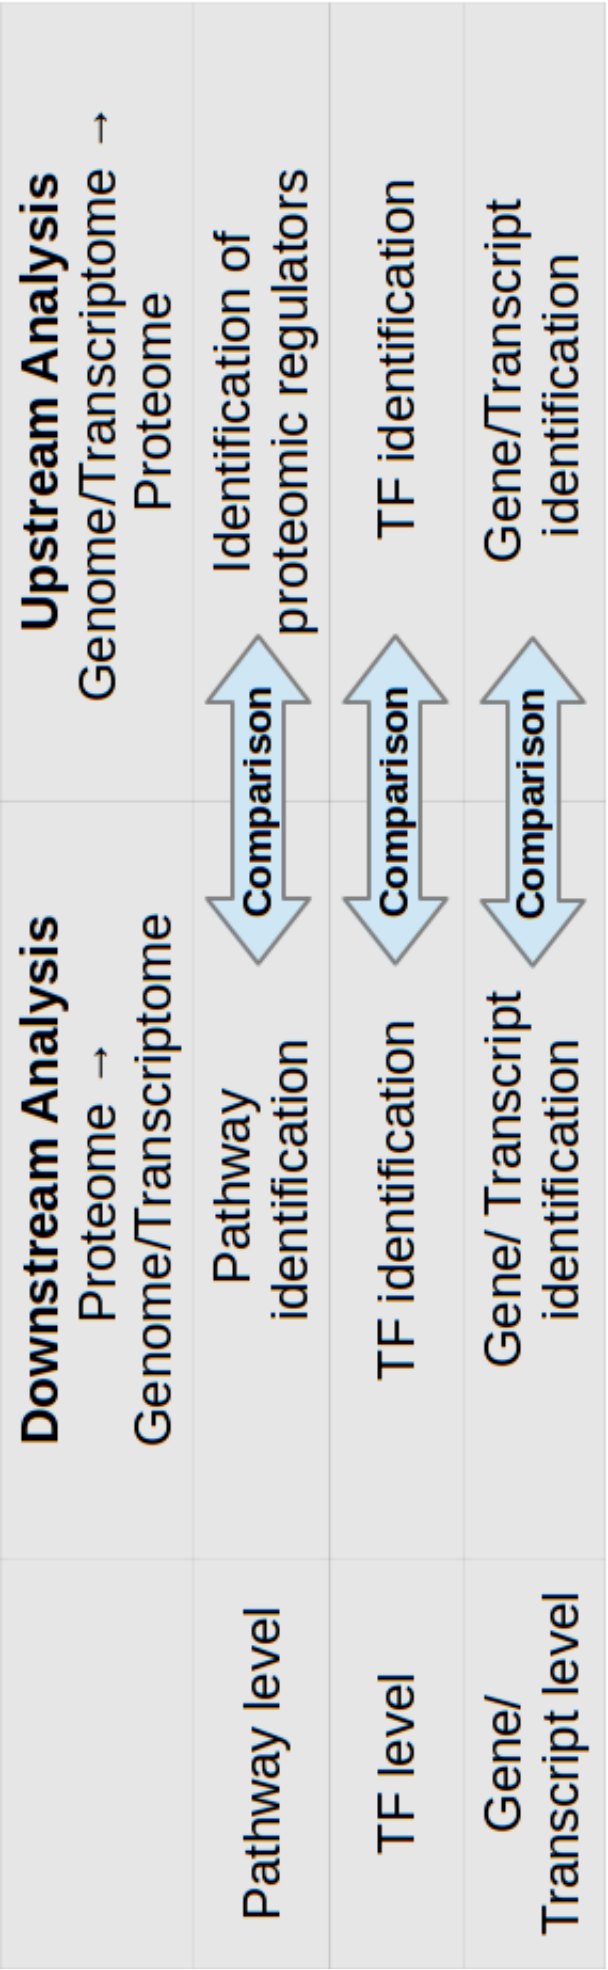 Downstream Analysis
Proteome →
Genome/Transcriptome
Upstream Analysis
Genome/Transcriptome →
Proteome
Pathway level
Pathway
identification
Comparison
Identification of
proteomic regulators
TF level
TF identification
Comparison
TF identification
Gene/
Transcript level
Gene/ Transcript
identification
Comparison
Gene/Transcript
identification